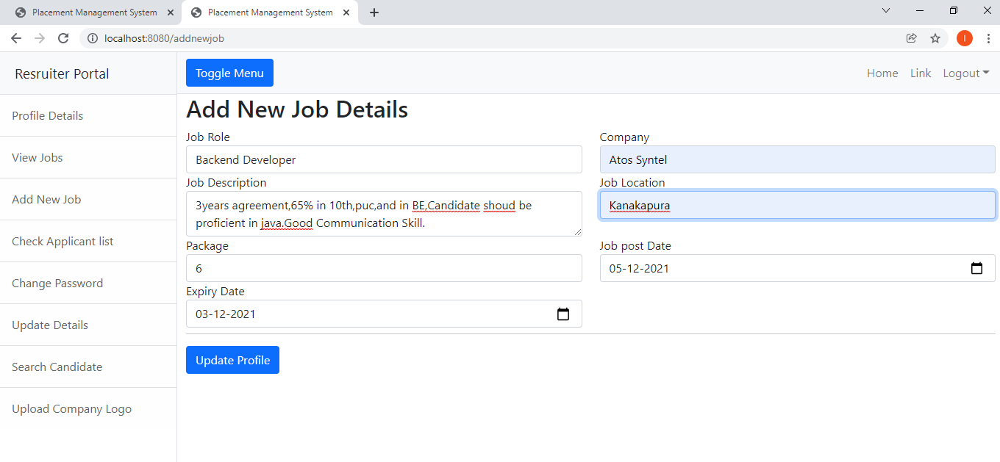 Placement Management System
Placement Management System
localhost:8080/addnewjob
I
Resruiter Portal
Toggle Menu
Home Link Logout
Profile Details
View Jobs
Add New Job
Check Applicant list
Change Password
Update Details
Search Candidate
Upload Company Logo
Add New Job Details
Job Role
Backend Developer
Company
Atos Syntel
Job Description
3years agreement,65% in 10th,puc,and in BE,Candidate shoud be
proficient in java.Good Communication Skill.
Job Location
Kanakapura
Package
6
Job post Date
05-12-2021
Expiry Date
03-12-2021
Update Profile